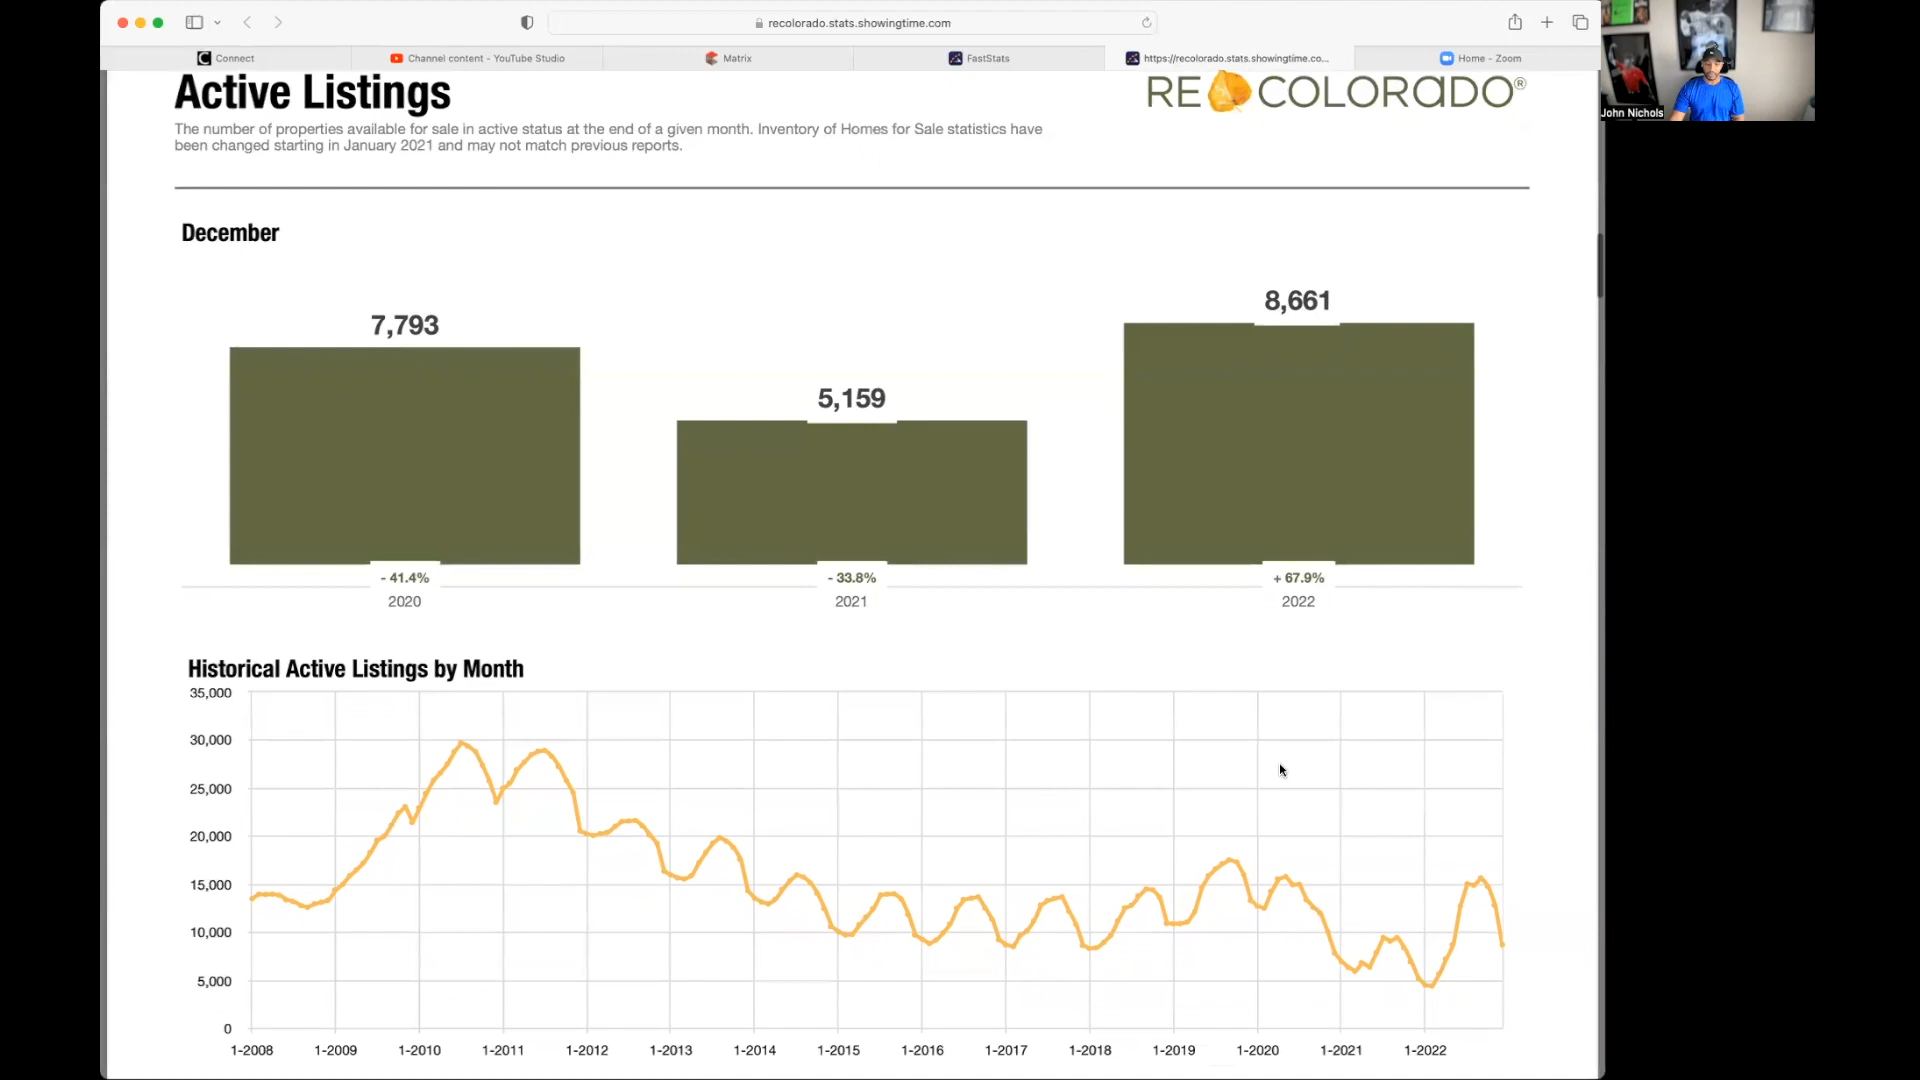 recolorado.stats.showingtime.com
Connect
Channel content - YouTube Studio
Matrix
FastStats
https://recolorado.stats.showingtime.co...
Home - Zoom
John Nichols
Active Listings
RE COLORADO®
The number of properties available for sale in active status at the end of a given month. Inventory of Homes for Sale statistics have
been changed starting in January 2021 and may not match previous reports.
December
7,793
5,159
8,661
- 41.4%
- 33.8%
+ 67.9%
2020
2021
2022
Historical Active Listings by Month
35,000
30,000
25,000
20,000
15,000
10,000
5,000
0
1-2008
1-2009
1-2010
1-2011
1-2012
1-2013
1-2014
1-2015
1-2016
1-2017
1-2018
1-2019
1-2020
1-2021
1-2022